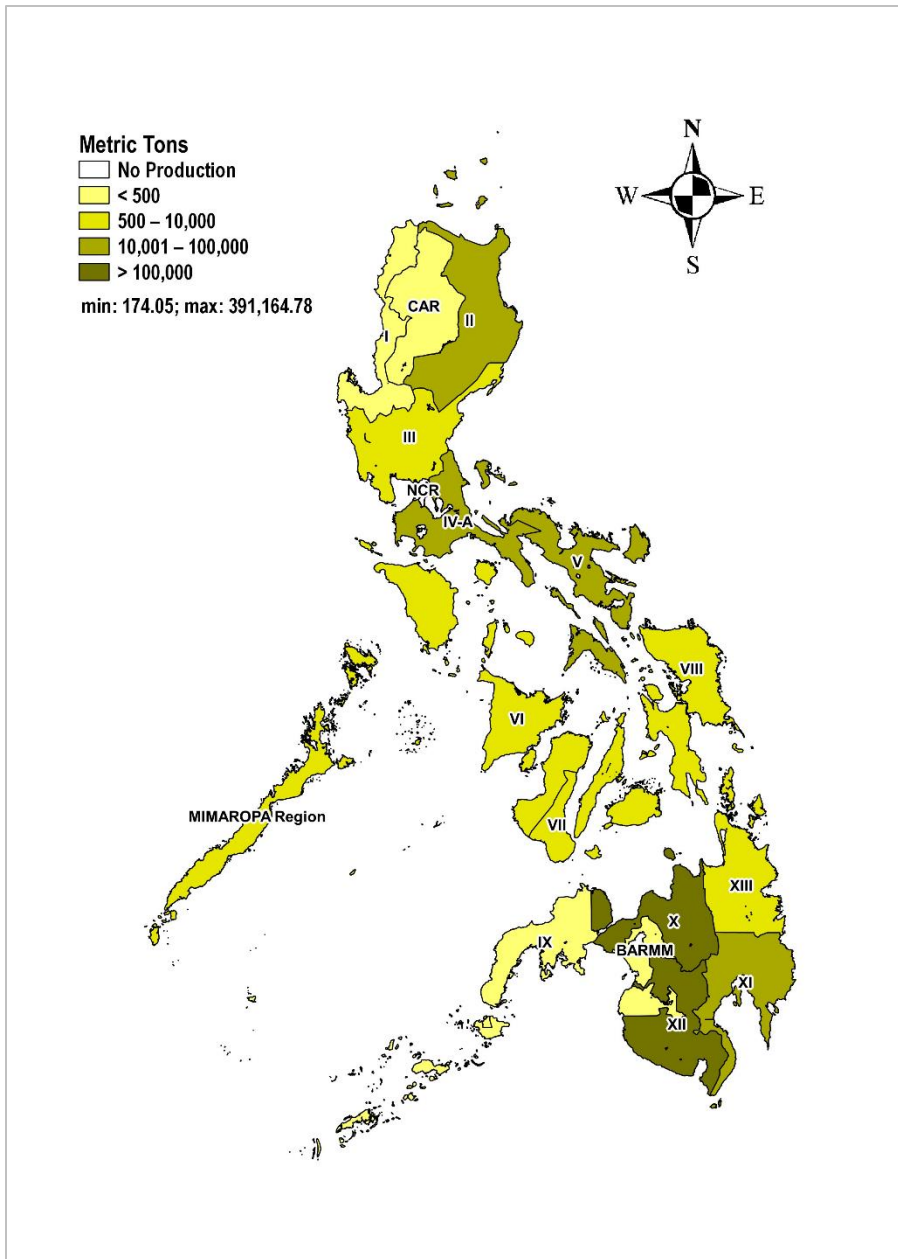 N
W E
S
Metric Tons
No Production
< 500
500 – 10,000
10,001 – 100,000
> 100,000
min: 174.05; max: 391,164.78
CAR
I
II
III
NCR
IV-A
V
VIII
VI
MIMAROPA Region
VII
XIII
X
IX
BARMM
XI
XII